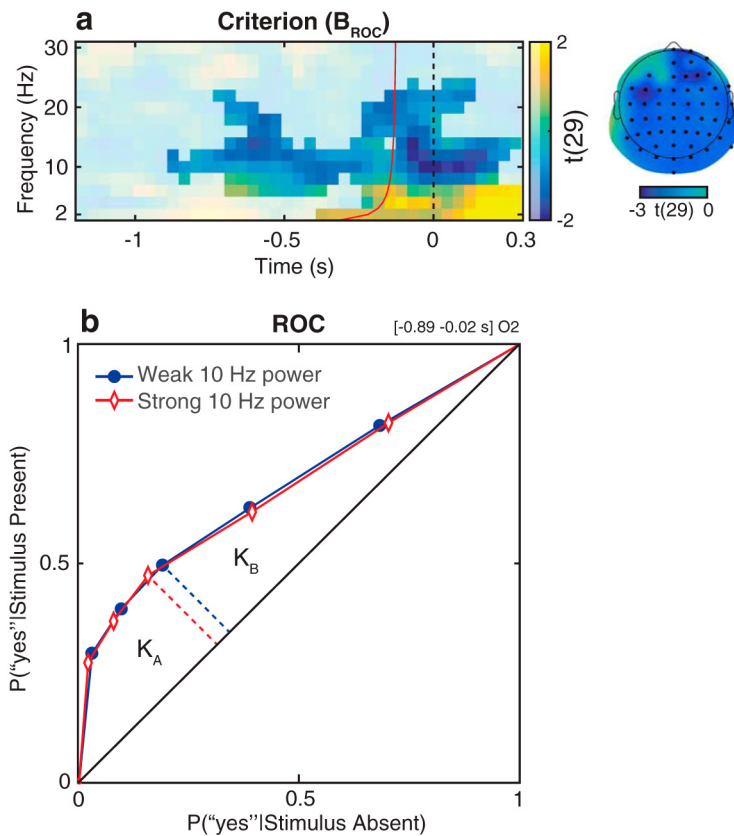 a
Criterion (B_ROC)
Frequency (Hz)
30
20
10
2
-1
-0.5
0
0.3
Time (s)
2
-2
t(29)
-3 t(29) 0
b
ROC
[-0.89 -0.02 s] O2
P("yes"|Stimulus Present)
1
0.5
0
Weak 10 Hz power
Strong 10 Hz power
K_B
K_A
0
0.5
1
P("yes"|Stimulus Absent)